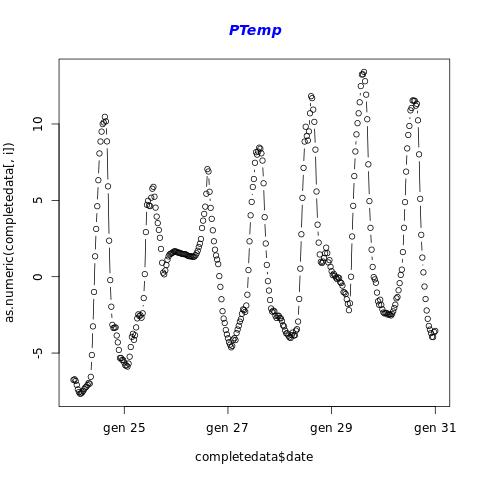 PTemp
as.numeric(completedata[, i])
10
5
0
-5
gen 25 gen 27 gen 29 gen 31
completedata$date